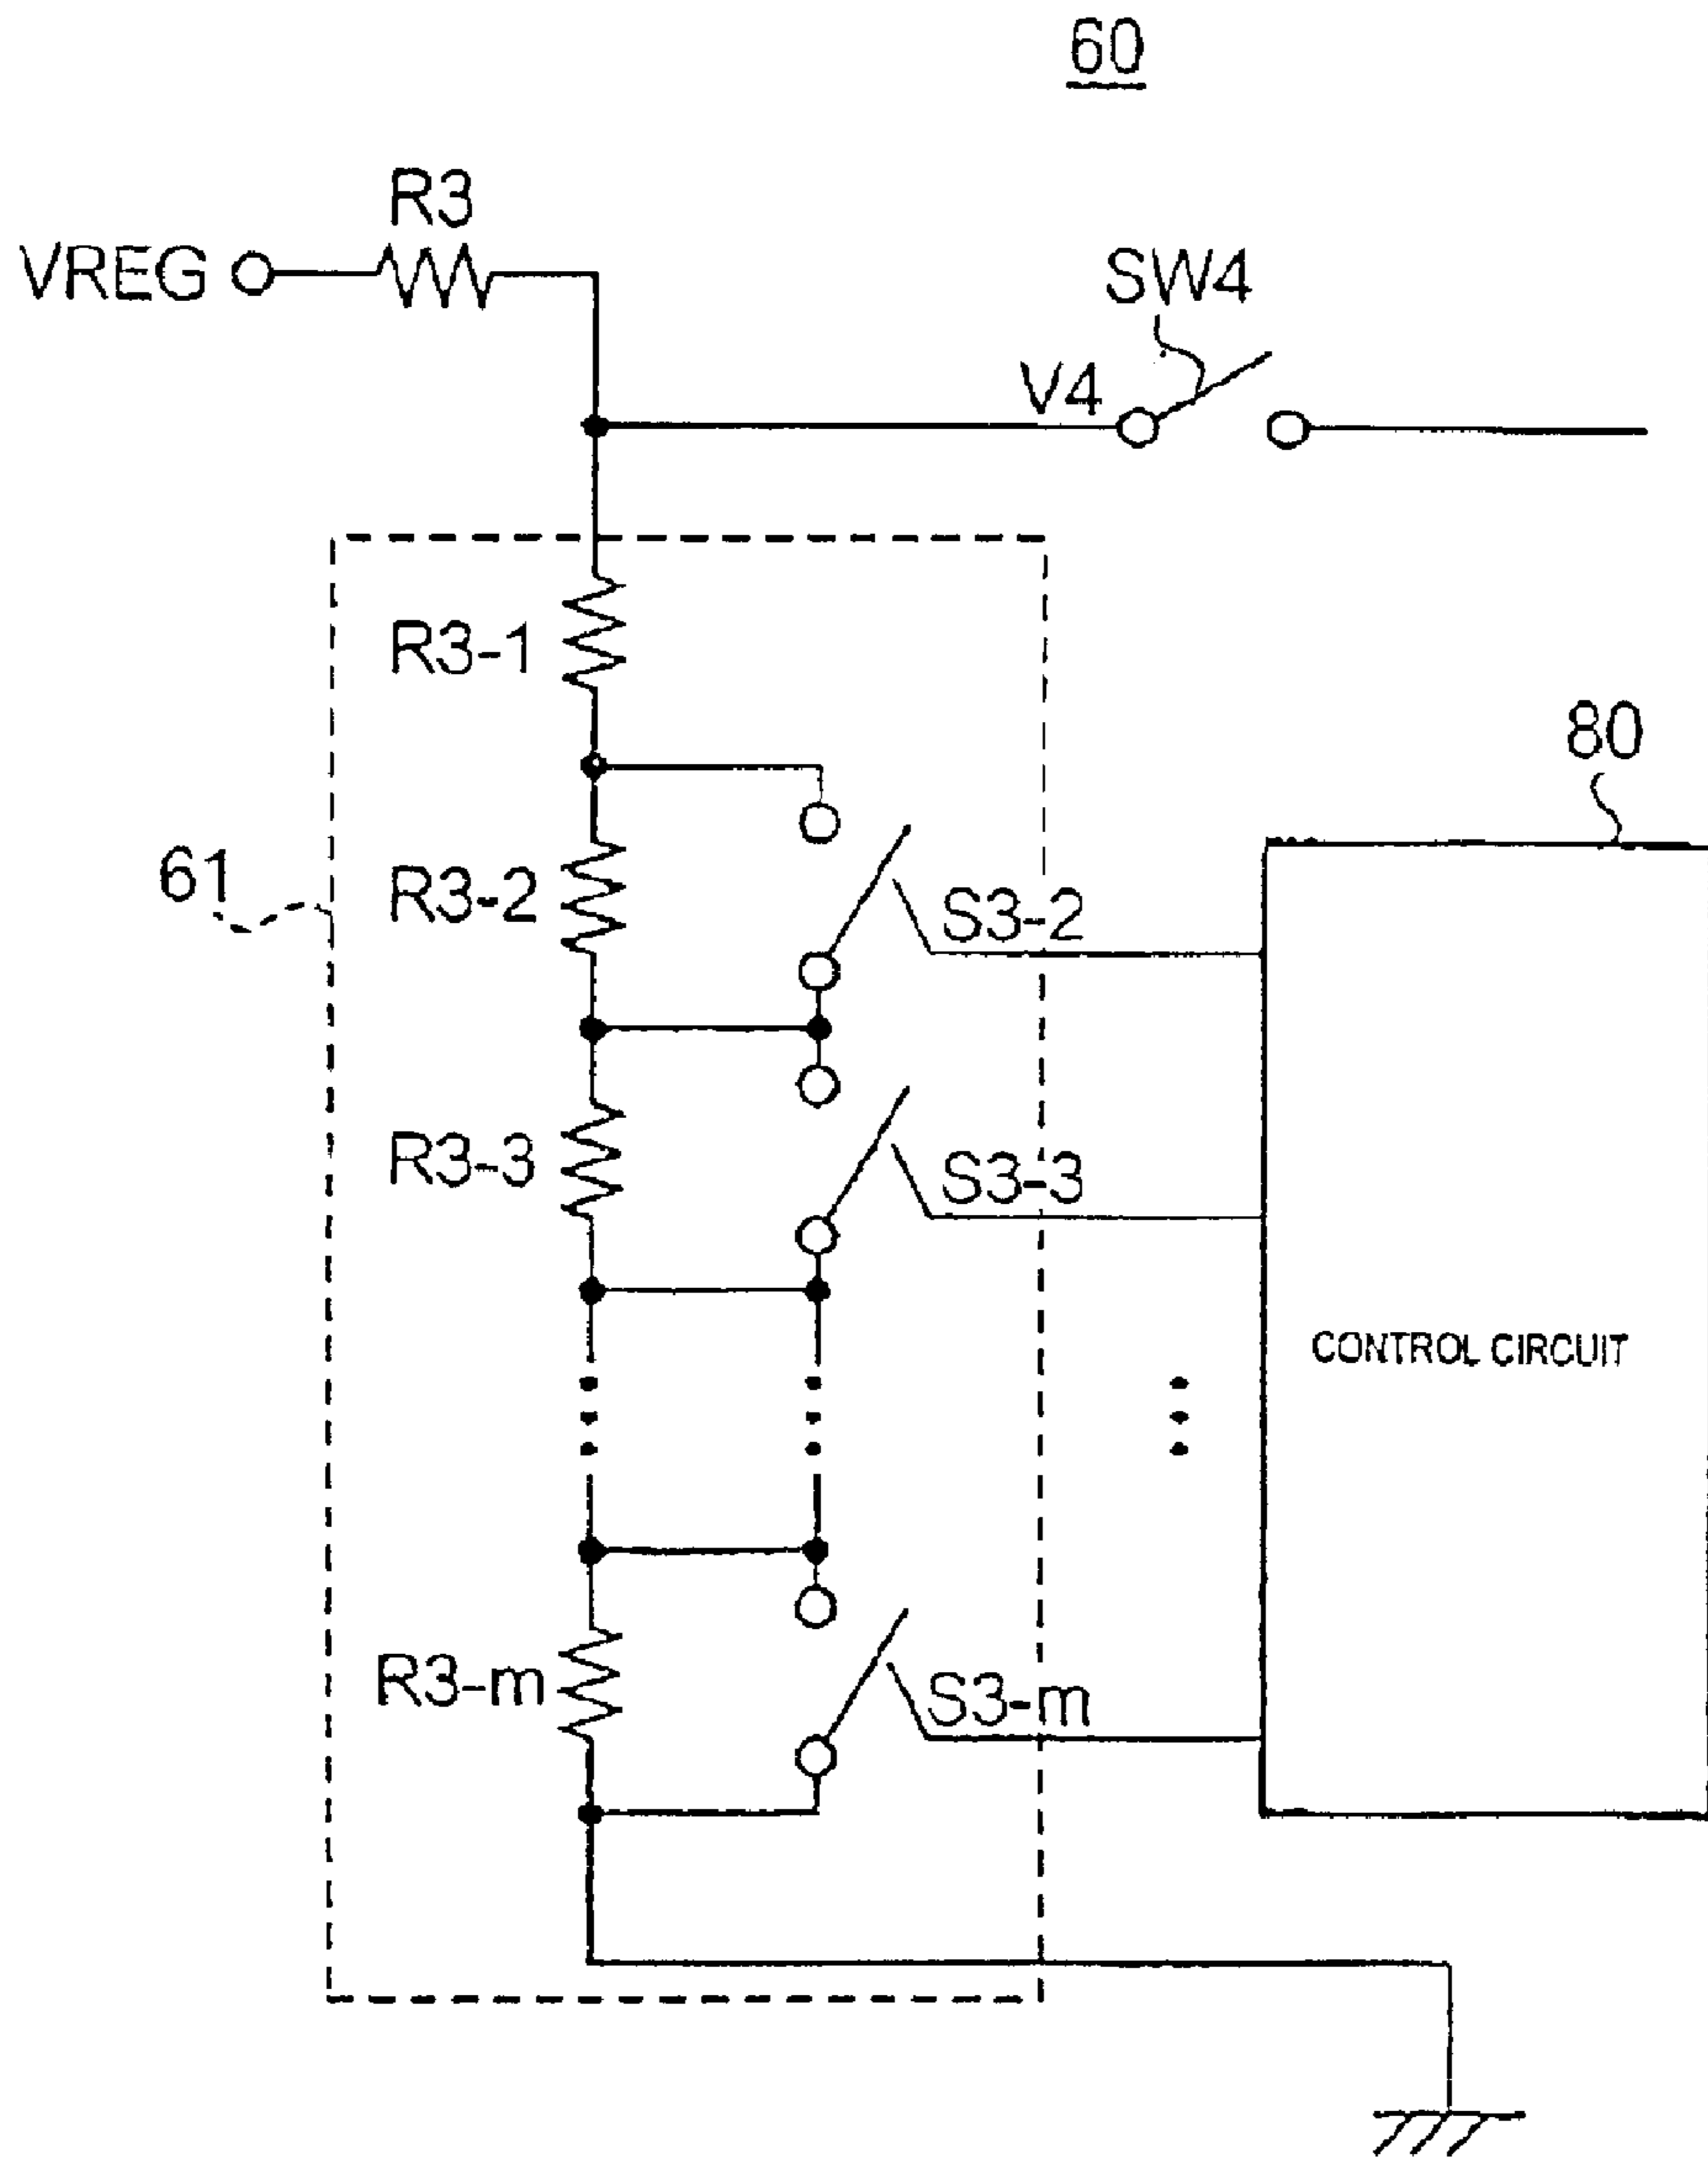 60
R3
VREG
SW4
V4
R3-1
80
61
R3-2
S3-2
R3-3
S3-3
CONTROL CIRCUIT
R3-m
S3-m